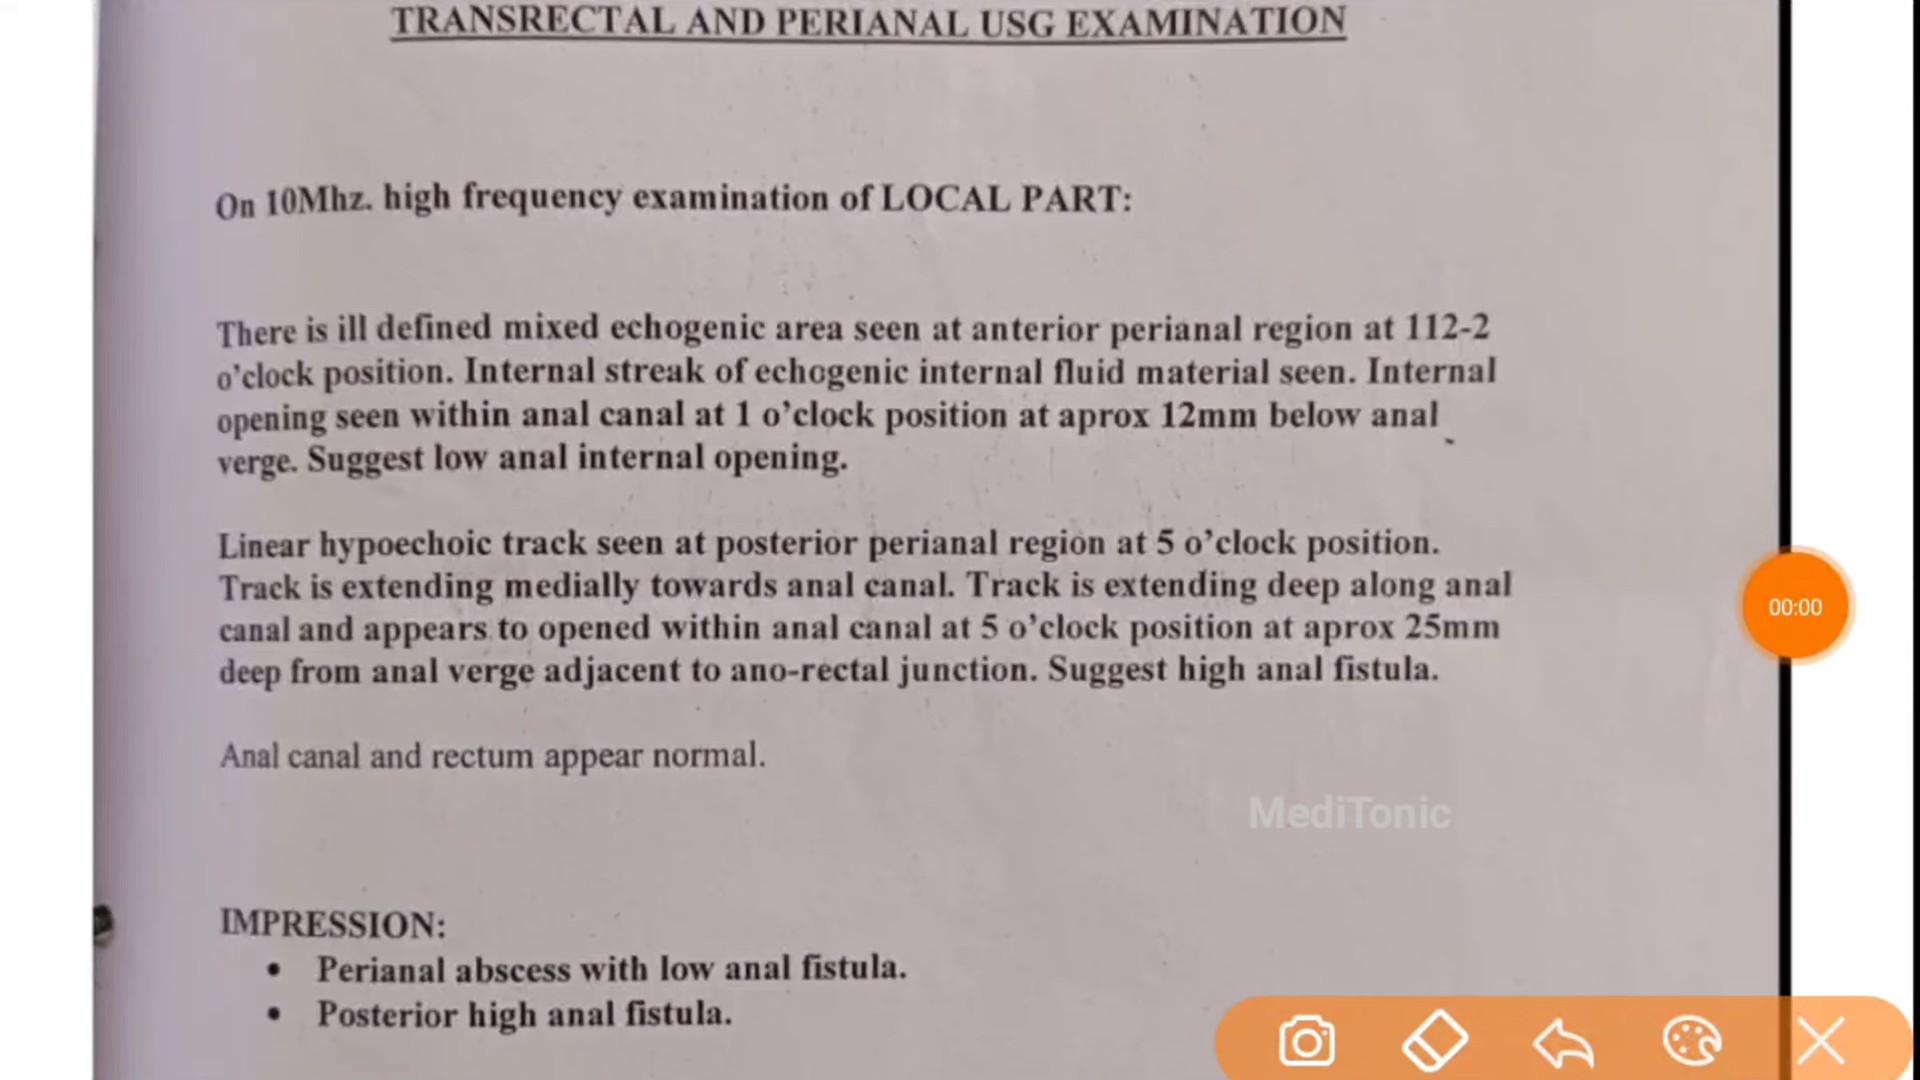 TRANSRECTAL AND PERIANAL USG EXAMINATION
On 10Mhz. high frequency examination of LOCAL PART:
There is ill defined mixed echogenic area seen at anterior perianal region at 112-2
o'clock position. Internal streak of echogenic internal fluid material seen. Internal
opening seen within anal canal at 1 o'clock position at aprox 12mm below anal
verge. Suggest low anal internal opening.
Linear hypoechoic track seen at posterior perianal region at 5 o'clock position.
Track is extending medially towards anal canal. Track is extending deep along anal
canal and appears to opened within anal canal at 5 o'clock position at aprox 25mm
deep from anal verge adjacent to ano-rectal junction. Suggest high anal fistula.
00:00
Anal canal and rectum appear normal.
MediTonic
IMPRESSION:
• Perianal abscess with low anal fistula.
• Posterior high anal fistula.